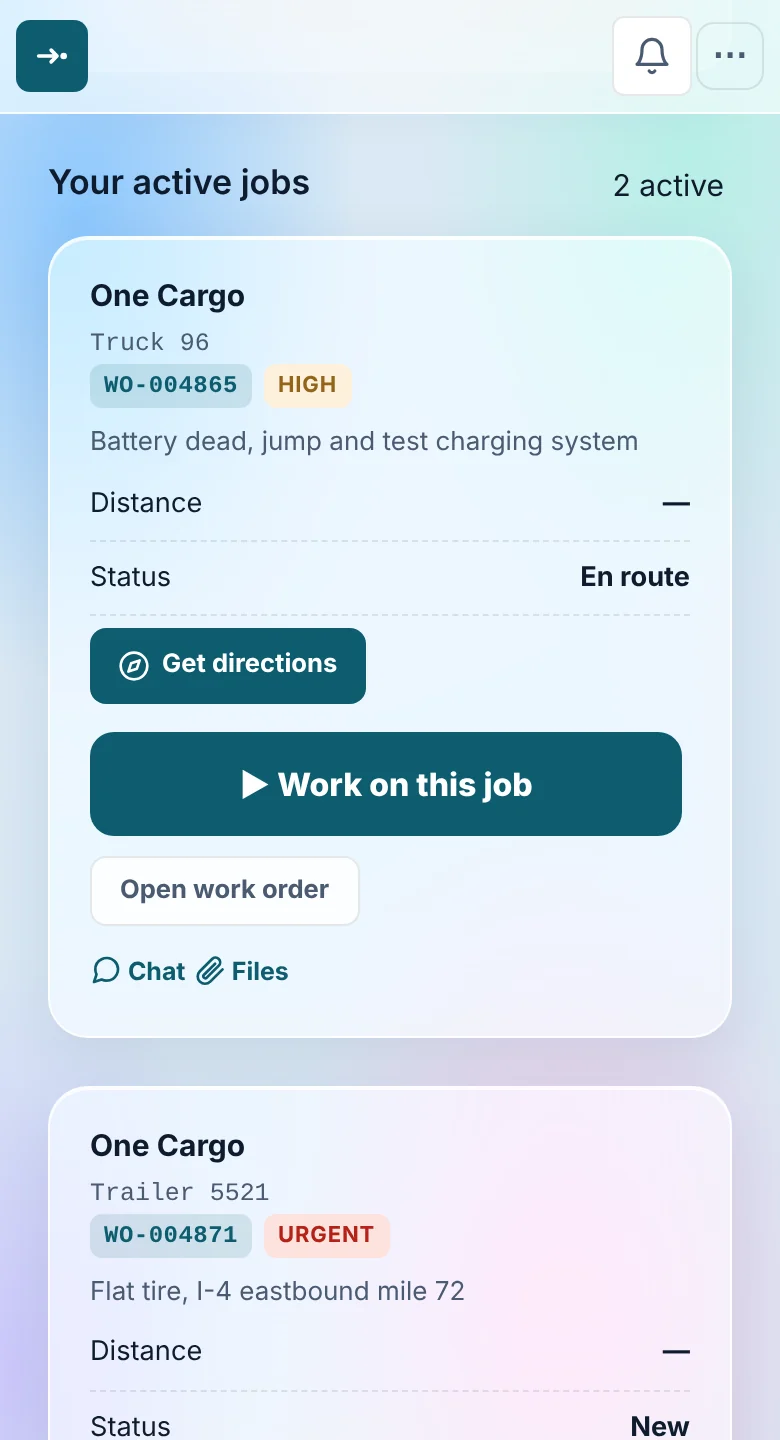 Your active jobs
2 active
One Cargo
Truck 96
WO-004865 HIGH
Battery dead, jump and test charging system
Distance —
Status En route
Get directions
▶ Work on this job
Open work order
Chat Files
One Cargo
Trailer 5521
WO-004871 URGENT
Flat tire, I-4 eastbound mile 72
Distance —
Status New